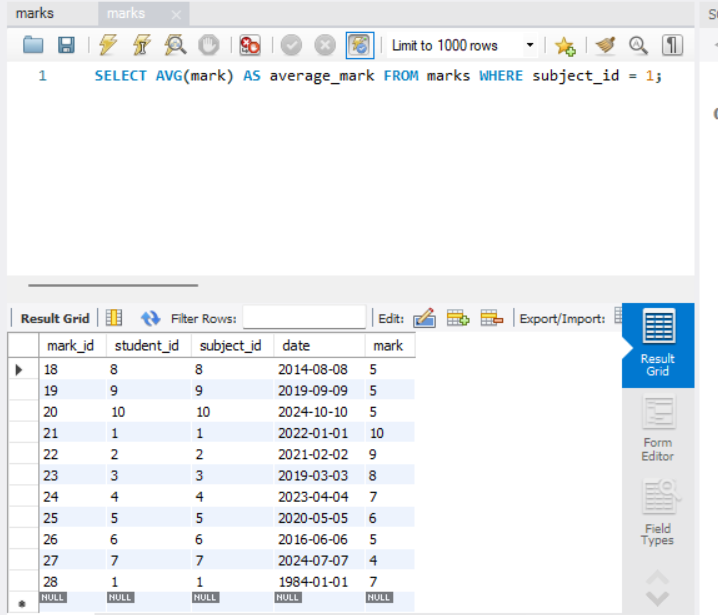 marks marks
Limit to 1000 rows
1 SELECT AVG(mark) AS average_mark FROM marks WHERE subject_id = 1;
Result Grid Filter Rows: Edit: Export/Import:
mark_id student_id subject_id date mark
18 8 8 2014-08-08 5
19 9 9 2019-09-09 5
20 10 10 2024-10-10 5
21 1 1 2022-01-01 10
22 2 2 2021-02-02 9
23 3 3 2019-03-03 8
24 4 4 2023-04-04 7
25 5 5 2020-05-05 6
26 6 6 2016-06-06 5
27 7 7 2024-07-07 4
28 1 1 1984-01-01 7
NULL NULL NULL NULL NULL
Result
Grid
Form
Editor
Field
Types